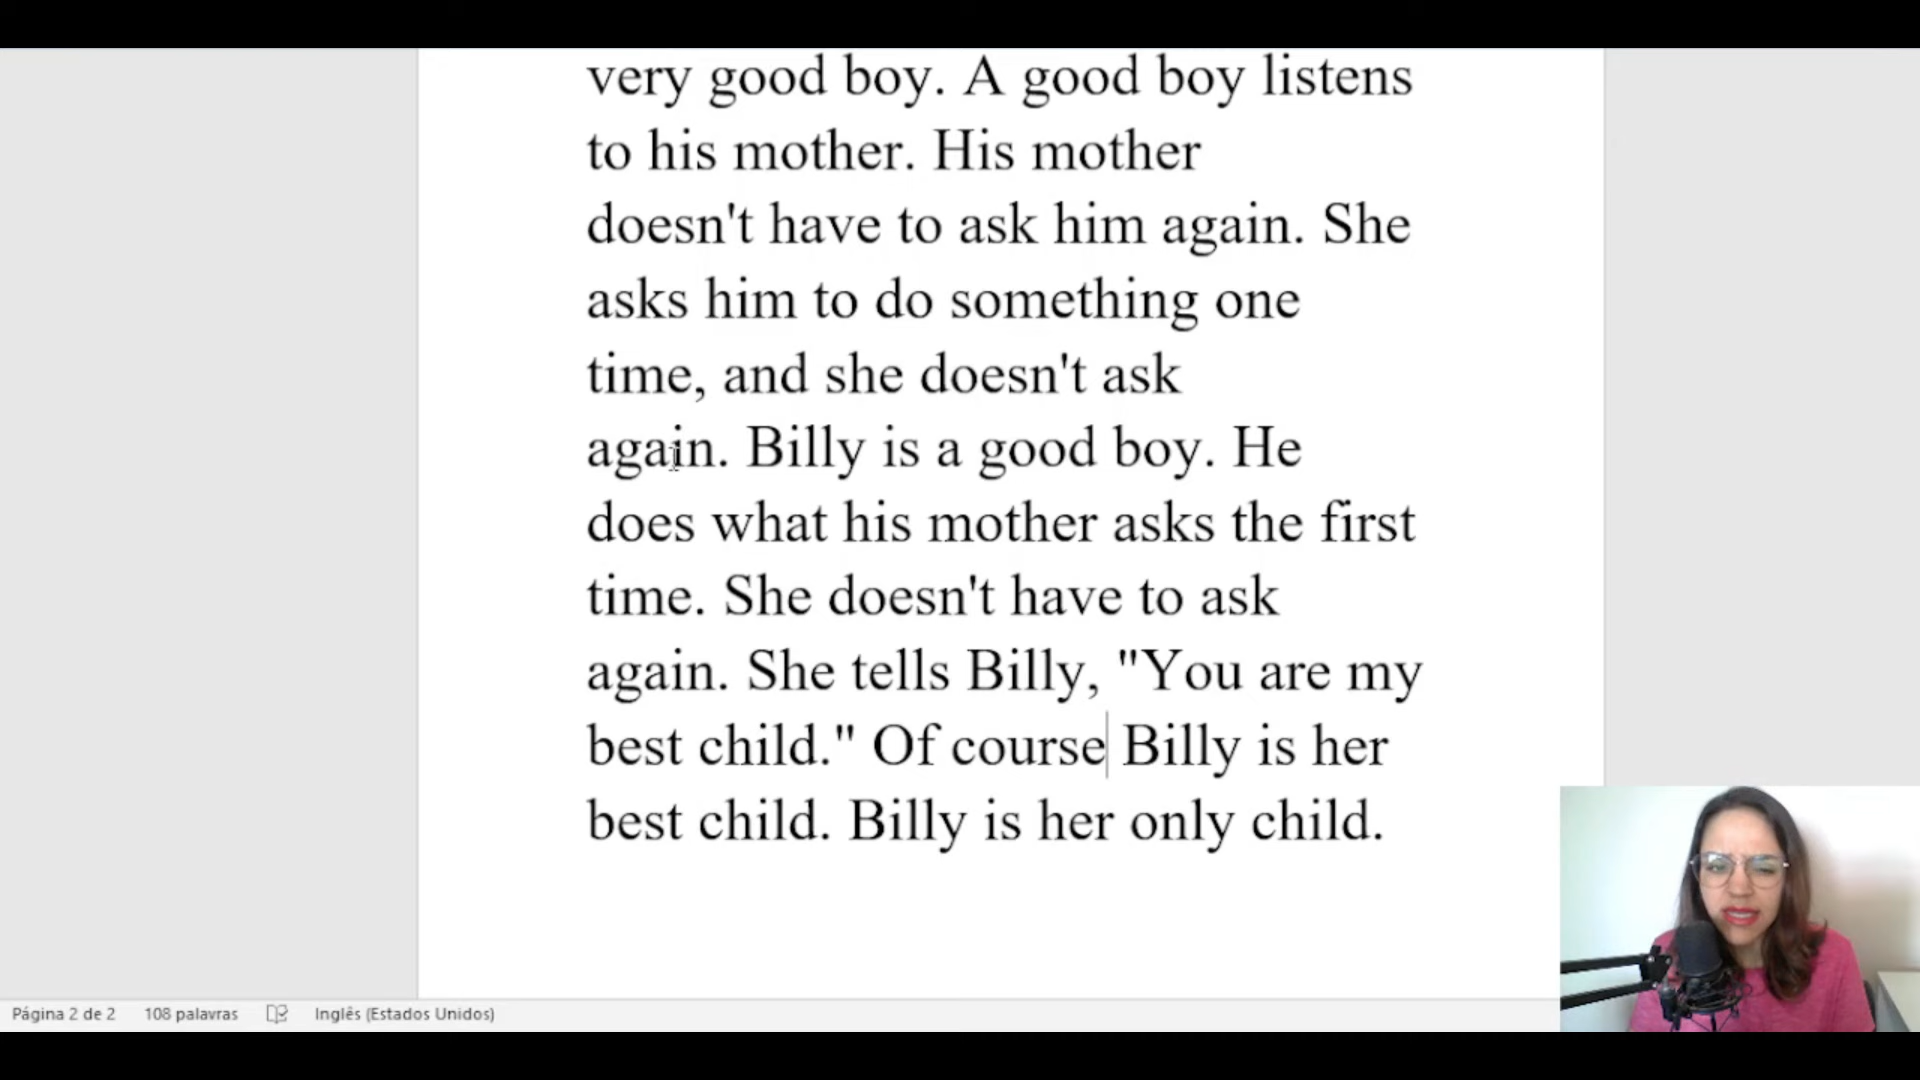 very good boy. A good boy listens
to his mother. His mother
doesn't have to ask him again. She
asks him to do something one
time, and she doesn't ask
again. Billy is a good boy. He
does what his mother asks the first
time. She doesn't have to ask
again. She tells Billy, "You are my
best child." Of course Billy is her
best child. Billy is her only child.
Página 2 de 2 108 palavras Inglês (Estados Unidos)